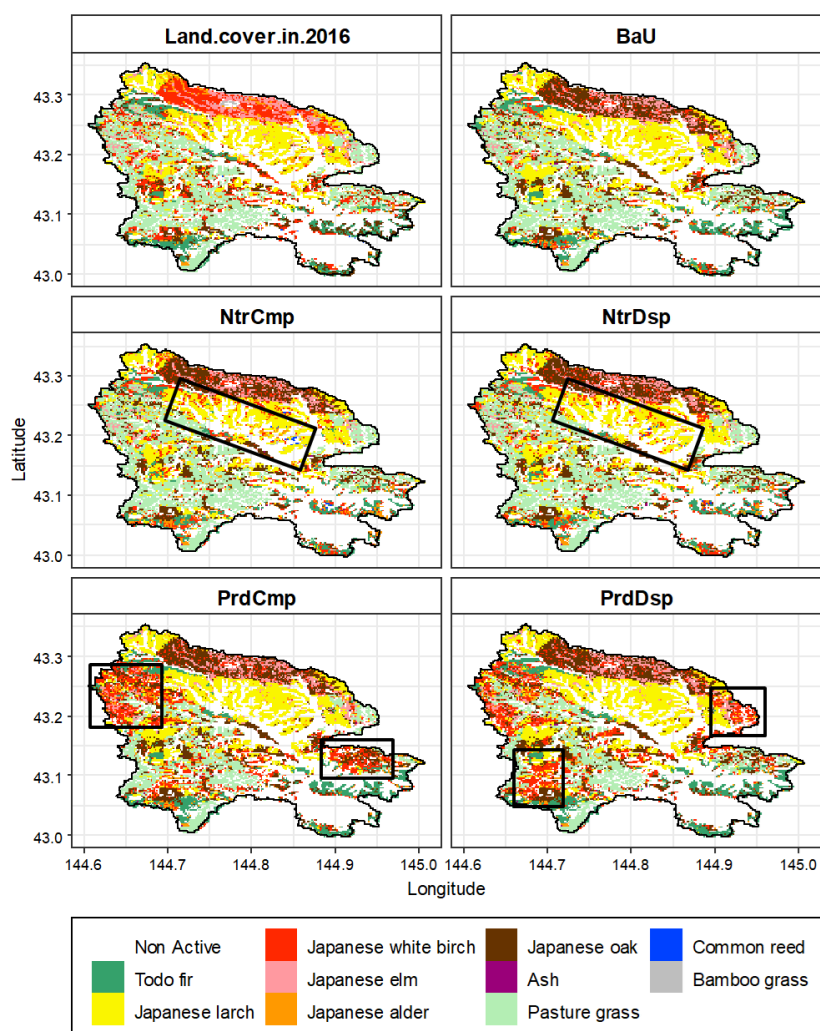 Land.cover.in.2016
BaU
43.3
43.2
43.1
43.0
NtrCmp
NtrDsp
43.3
43.2
43.1
43.0
Latitude
PrdCmp
PrdDsp
43.3
43.2
43.1
43.0
144.6 144.7 144.8 144.9 145.0 144.6 144.7 144.8 144.9 145.0
Longitude
Non Active Japanese white birch Japanese oak Common reed
Todo fir Japanese elm Ash Bamboo grass
Japanese larch Japanese alder Pasture grass